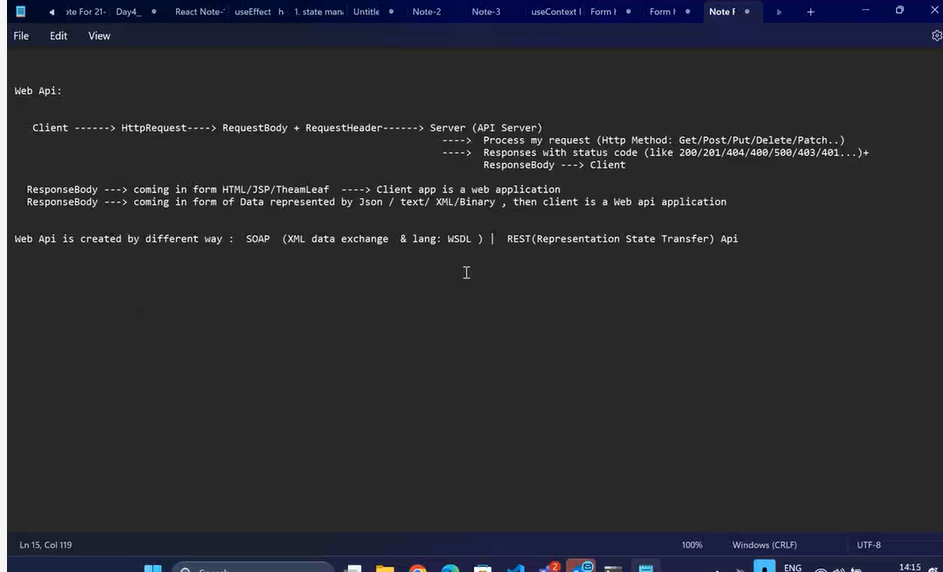 ote For 21- Day4_ React Note-' useEffect h 1. state man Untitle Note-2 Note-3 useContext Form Form Note
File Edit View
Web Api:
Client ------> HttpRequest----> RequestBody + RequestHeader------> Server (API Server)
----> Process my request (Http Method: Get/Post/Put/Delete/Patch..)
----> Responses with status code (like 200/201/404/400/500/403/401...)+
ResponseBody ---> Client
ResponseBody ---> coming in form HTML/JSP/TheamLeaf ----> Client app is a web application
ResponseBody ---> coming in form of Data represented by Json / text/ XML/Binary , then client is a Web api application
Web Api is created by different way : SOAP (XML data exchange & lang: WSDL ) | REST(Representation State Transfer) Api
Ln 15, Col 119 100% Windows (CRLF) UTF-8
Search 2 ENG 14:15